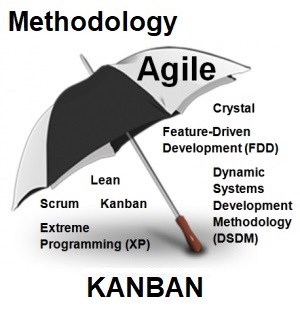 Methodology
Agile
Crystal
Feature-Driven
Development (FDD)
Lean
Scrum Kanban
Extreme
Programming (XP)
Dynamic
Systems
Development
Methodology
(DSDM)
KANBAN